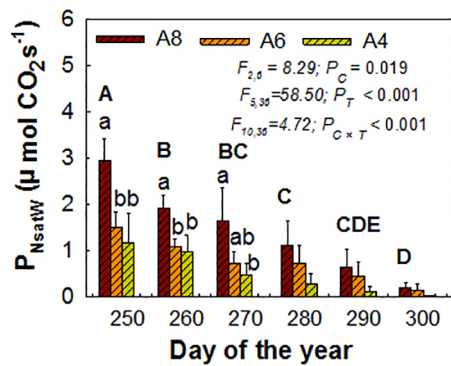 A8 A6 A4
F2,6 = 8.29; PC = 0.019
F5,36=58.50; PT < 0.001
F10,36=4.72; PC × T < 0.001
PNsatW (µ mol CO2s-1)
6
5
4
3
2
1
0
A
a
bb
B
a
b b
BC
a
ab
b
C
CDE
D
250 260 270 280 290 300
Day of the year